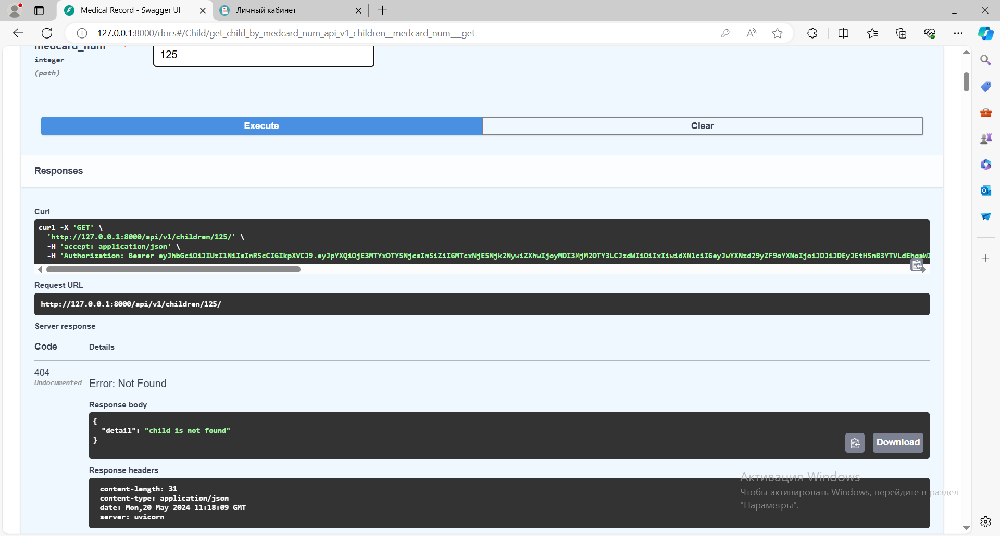 Medical Record - Swagger UI
Личный кабинет
127.0.0.1:8000/docs#/Child/get_child_by_medcard_num_api_v1_children__medcard_num___get
medcard_num
125
integer
(path)
Execute
Clear
Responses
Curl
curl -X 'GET' \
'http://127.0.0.1:8000/api/v1/children/125/' \
-H 'accept: application/json' \
-H 'Authorization: Bearer
Request URL
http://127.0.0.1:8000/api/v1/children/125/
Server response
Code
Details
404
Undocumented
Error: Not Found
Response body
{
"detail": "child is not found"
}
Download
Response headers
content-length: 31
content-type: application/json
date: Mon,20 May 2024 11:18:09 GMT
server: uvicorn
Активация Windows
Чтобы активировать Windows, перейдите в раздел
"Параметры".